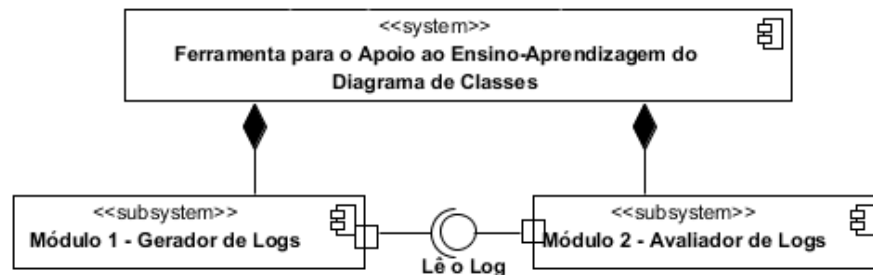 <<system>>
Ferramenta para o Apoio ao Ensino-Aprendizagem do
Diagrama de Classes
<<subsystem>>
Módulo 1 - Gerador de Logs
<<subsystem>>
Módulo 2 - Avaliador de Logs
Lê o Log